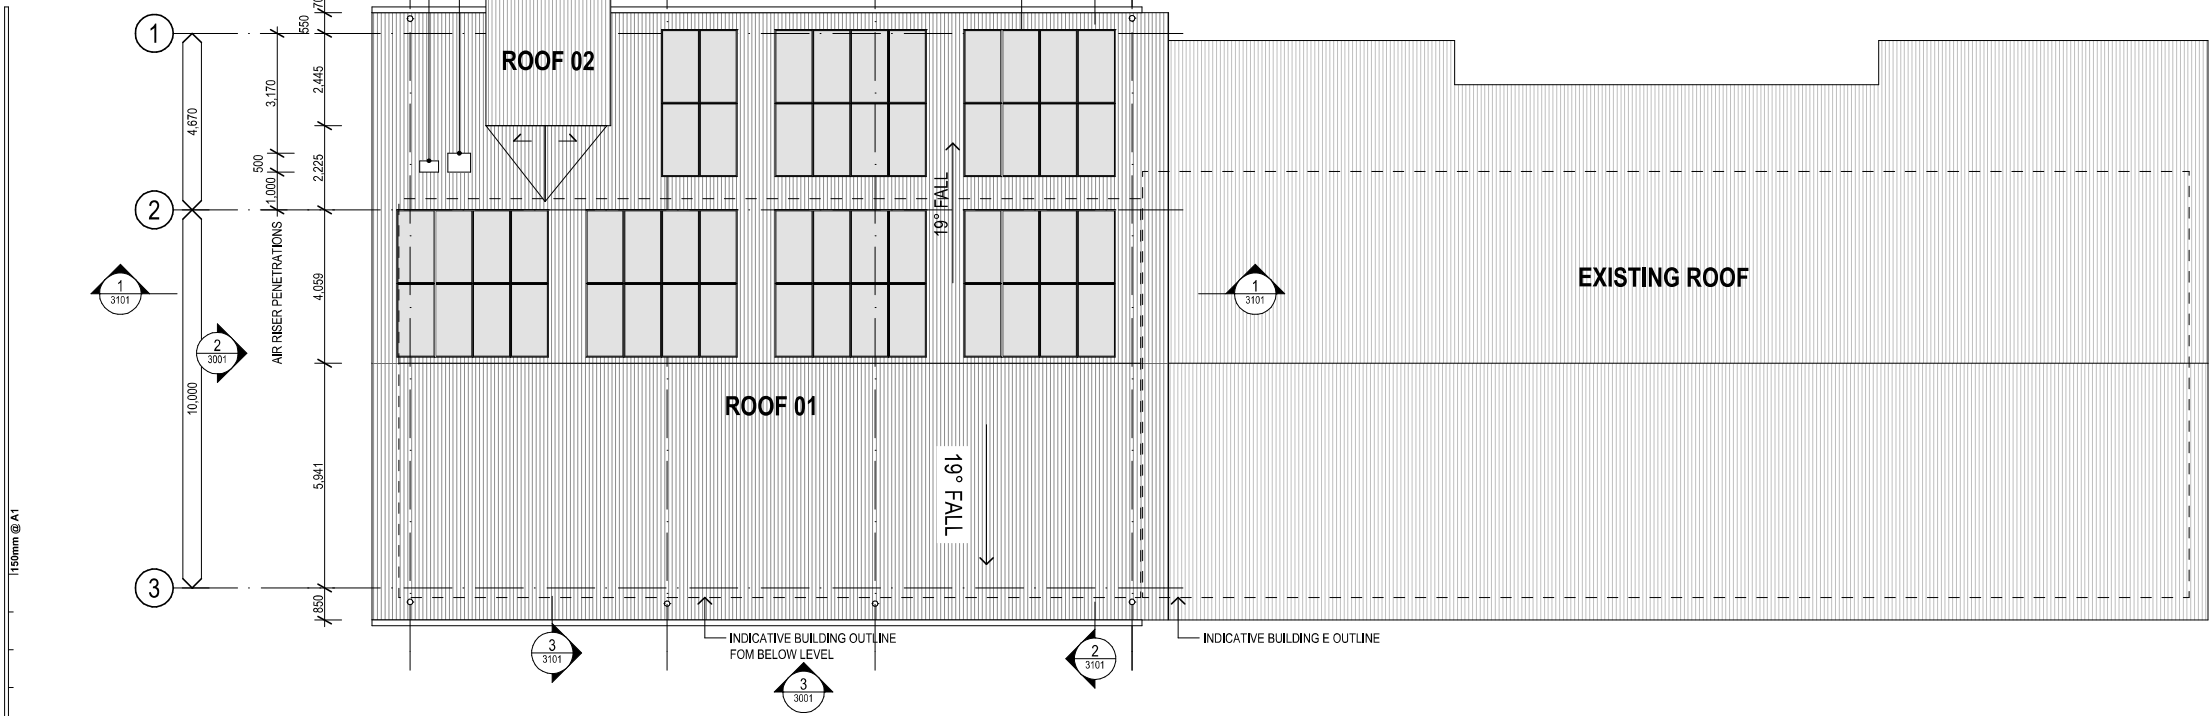 550
1
ROOF 02
2,445
3,170
4,670
500
2,225
1,000
2
19° FALL
AIR RISER PENETRATIONS
4,059
1
3101
1
3101
EXISTING ROOF
2
3001
10,000
ROOF 01
5,941
19° FALL
150mm @ A1
3
850
INDICATIVE BUILDING OUTLINE
FOM BELOW LEVEL
INDICATIVE BUILDING E OUTLINE
3
3101
2
3101
3
3001